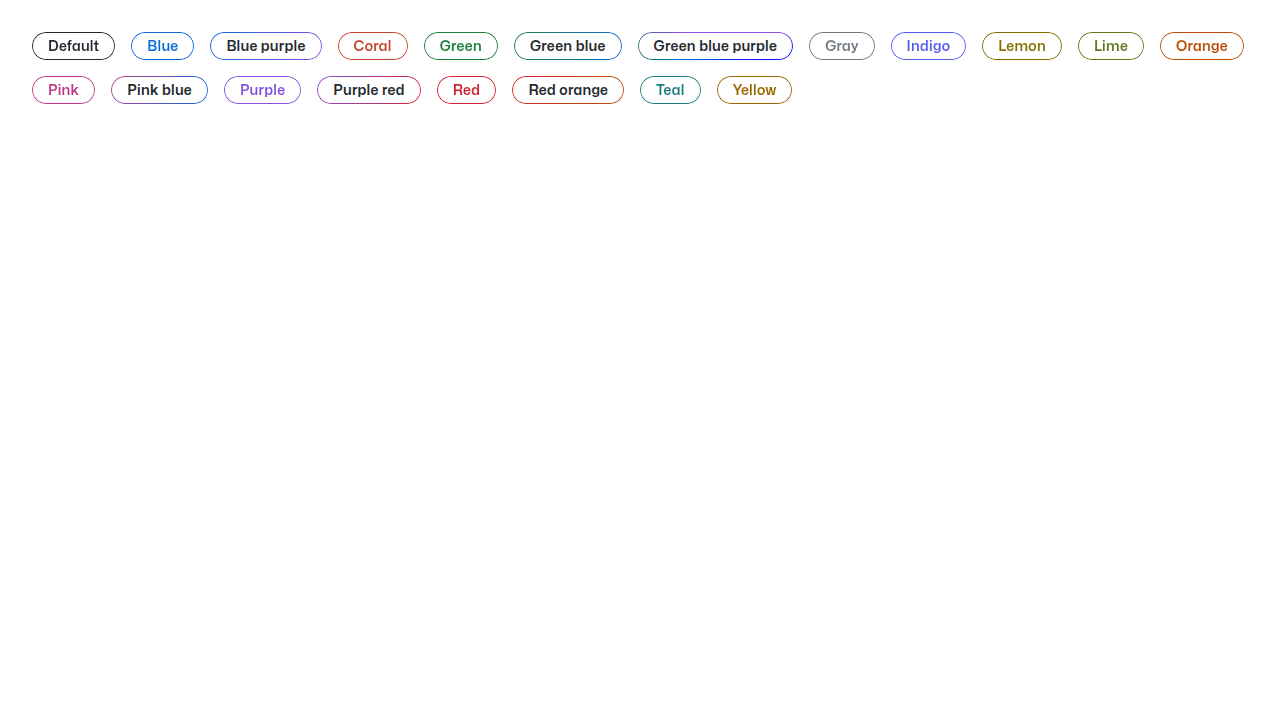 Default Blue Blue purple Coral Green Green blue Green blue purple Gray Indigo Lemon Lime Orange
Pink Pink blue Purple Purple red Red Red orange Teal Yellow